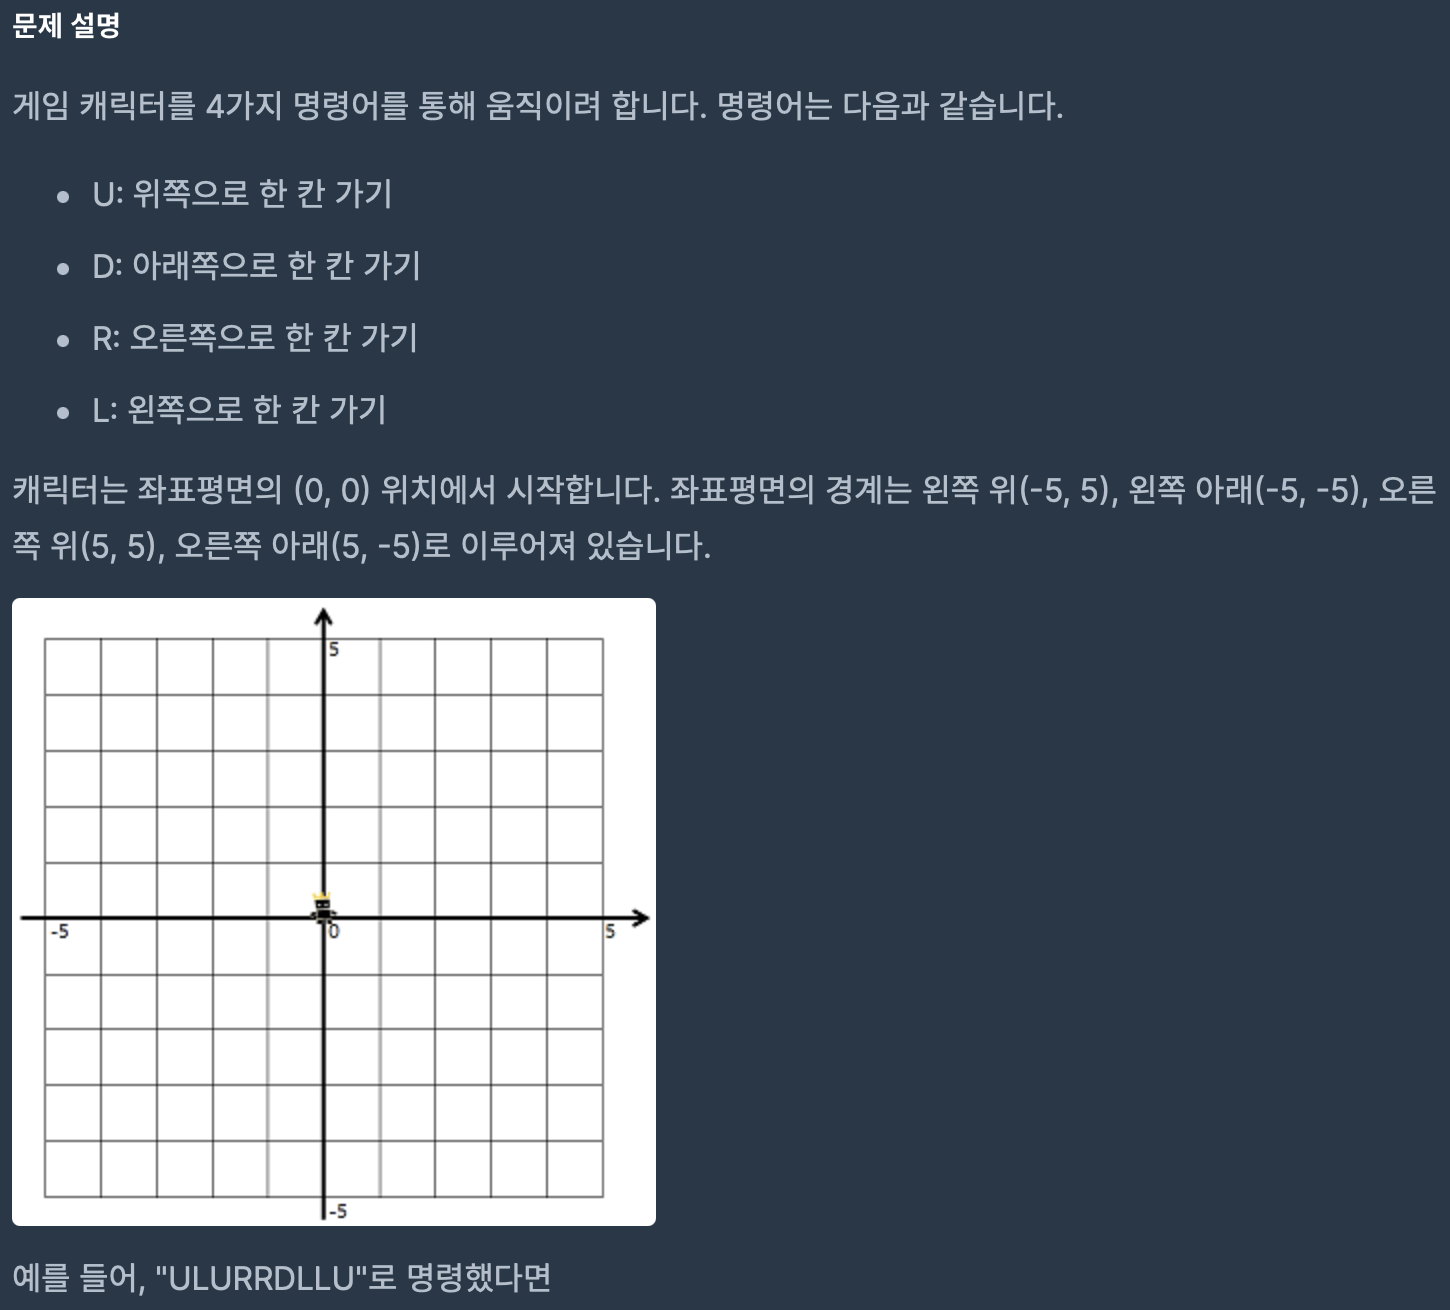 문제 설명
게임 캐릭터를 4가지 명령어를 통해 움직이려 합니다. 명령어는 다음과 같습니다.
U: 위쪽으로 한 칸 가기
D: 아래쪽으로 한 칸 가기
R: 오른쪽으로 한 칸 가기
L: 왼쪽으로 한 칸 가기
캐릭터는 좌표평면의 (0, 0) 위치에서 시작합니다. 좌표평면의 경계는 왼쪽 위(-5, 5), 왼쪽 아래(-5, -5), 오른
쪽 위(5, 5), 오른쪽 아래(5, -5)로 이루어져 있습니다.
5
-5 0 5
-5
예를 들어, "ULURRDLLU"로 명령했다면